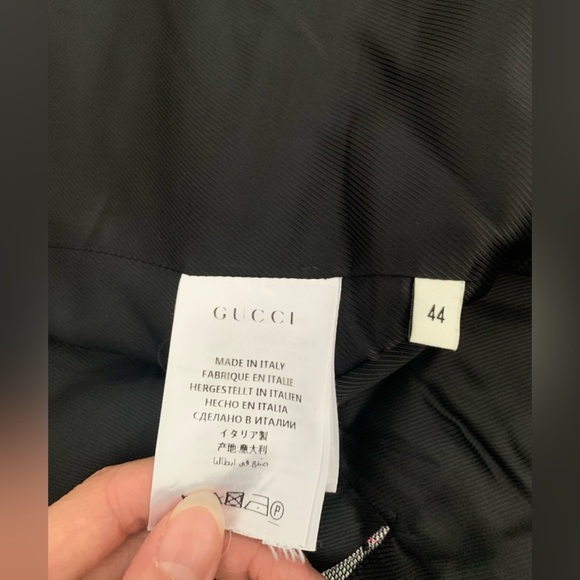 GUCCI
44
MADE IN ITALY
FABRIQUE EN ITALIE
HERGESTELLT IN ITALIEN
HECHO EN ITALIA
СДЕЛАНО В ИТАЛИИ
イタリア製
产地:意大利
صنع في ايطاليا
P